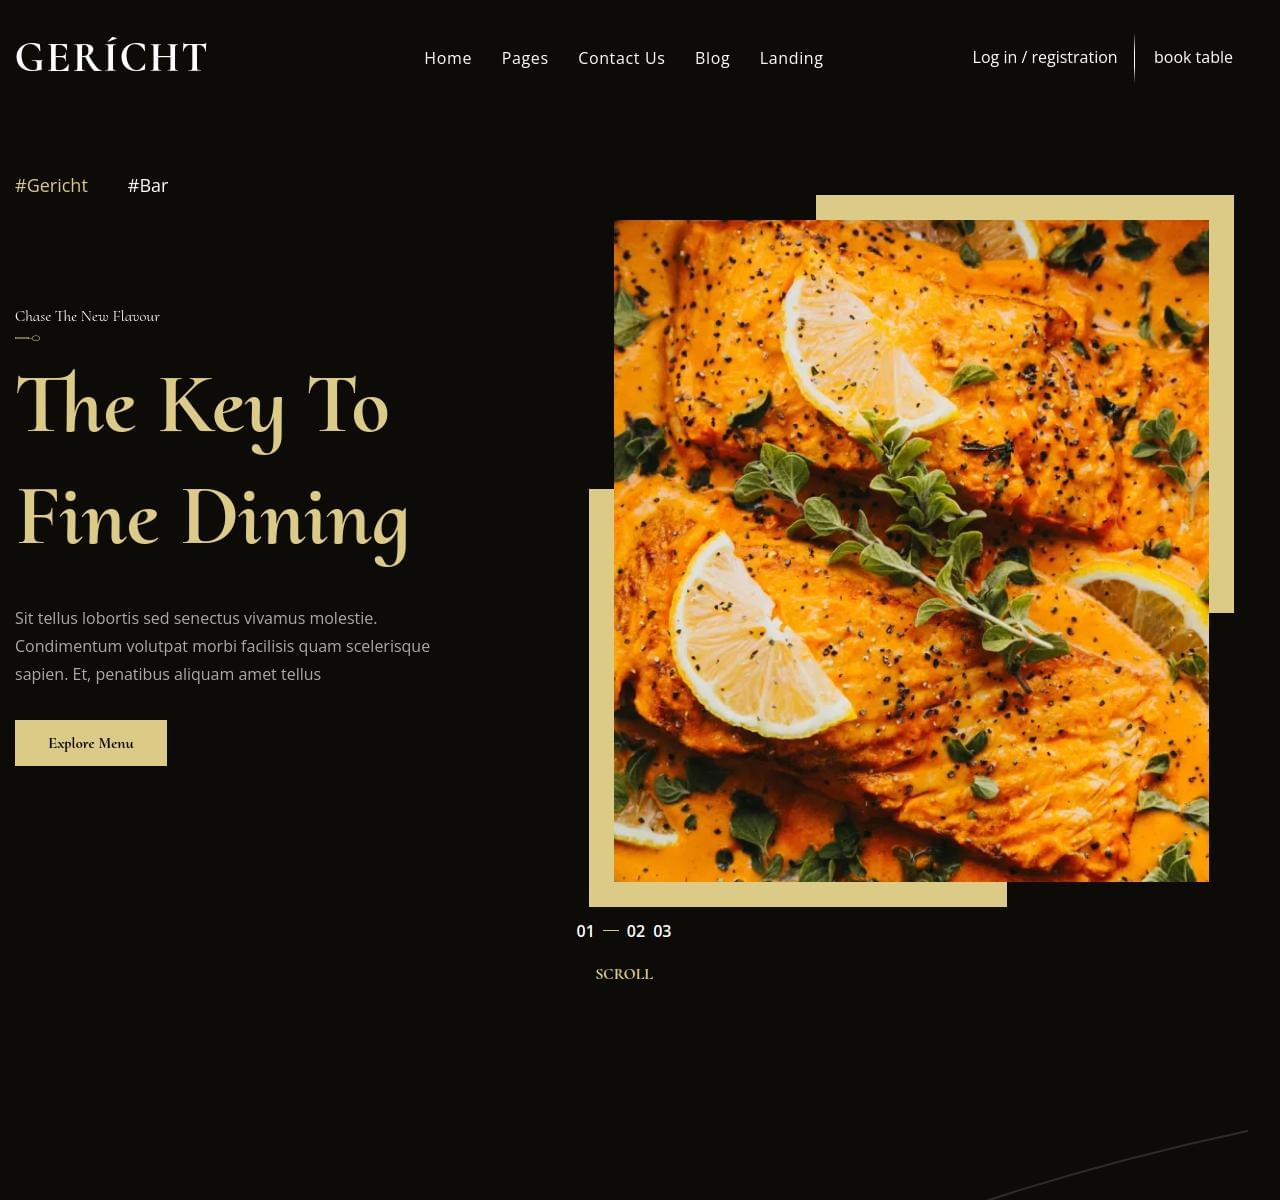 GERÍCHT
Home Pages Contact Us Blog Landing
Log in / registration book table
#Gericht #Bar
Chase The New Flavour
The Key To
Fine Dining
Sit tellus lobortis sed senectus vivamus molestie.
Condimentum volutpat morbi facilisis quam scelerisque
sapien. Et, penatibus aliquam amet tellus
Explore Menu
01 — 02 03
SCROLL